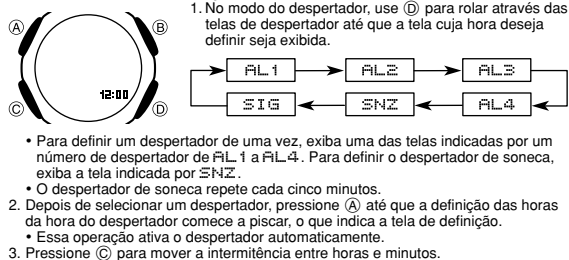 1. No modo do despertador, use Ⓓ para rolar através das
telas de despertador até que a tela cuja hora deseja
definir seja exibida.
Ⓐ
Ⓑ
12:00
Ⓒ
Ⓓ
AL1
AL2
AL3
SIG
SNZ
AL4
• Para definir um despertador de uma vez, exiba uma das telas indicadas por um
número de despertador de AL1 a AL4. Para definir o despertador de soneca,
exiba a tela indicada por SNZ.
• O despertador de soneca repete cada cinco minutos.
2. Depois de selecionar um despertador, pressione Ⓐ até que a definição das horas
da hora do despertador comece a piscar, o que indica a tela de definição.
• Essa operação ativa o despertador automaticamente.
3. Pressione Ⓒ para mover a intermitência entre horas e minutos.